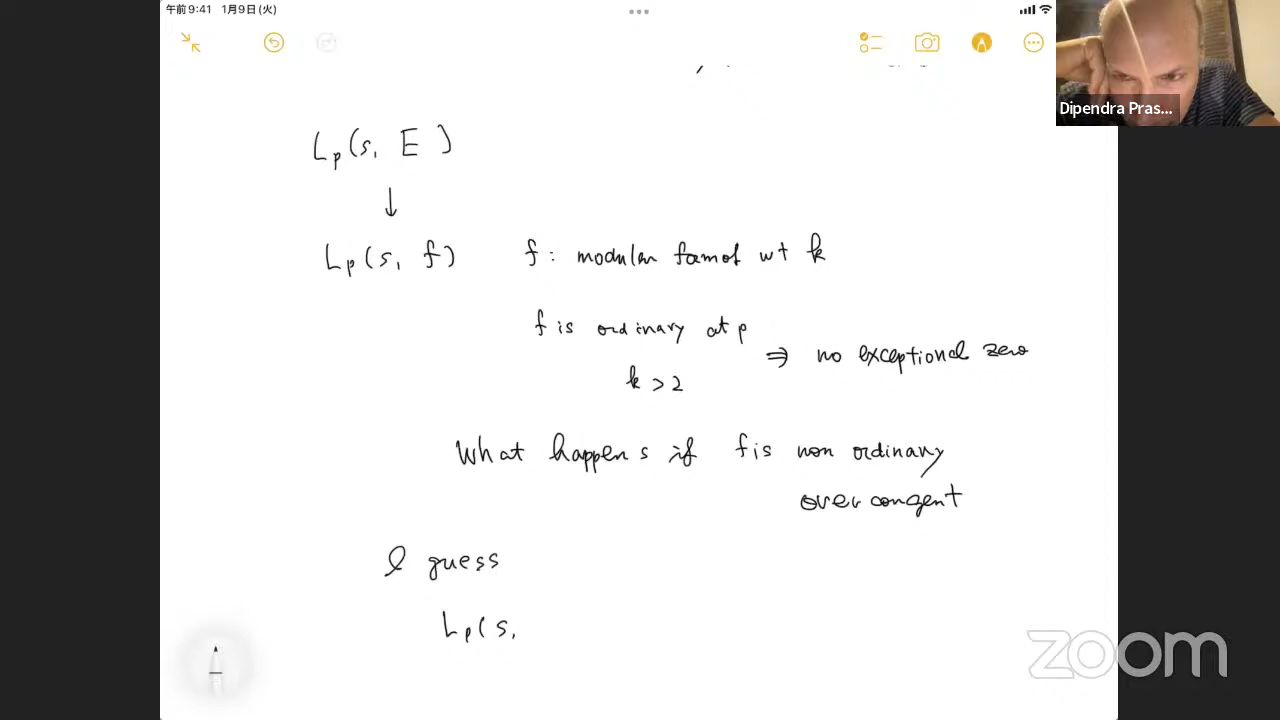 午前9:41 1月9日(火)
Dipendra Pras...
Lp(s, E)
↓
Lp(s, f) f : modular form of wt k
f is ordinary at p
k > 2
⇒ no exceptional zero
What happens if f is non ordinary
over congent
I guess
Lp(s,
zoom